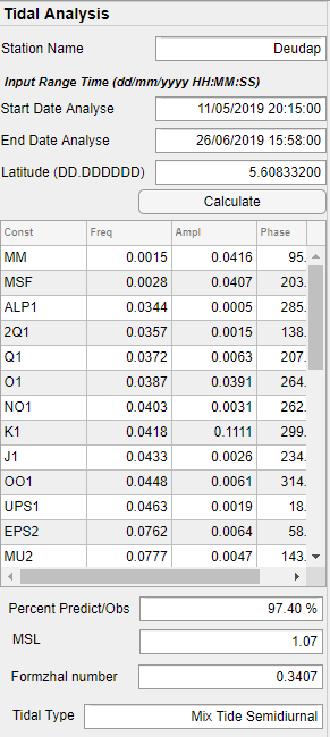 Tidal Analysis
Station Name Deudap
Input Range Time (dd/mm/yyyy HH:MM:SS)
Start Date Analyse 11/05/2019 20:15:00
End Date Analyse 26/06/2019 15:58:00
Latitude (DD.DDDDDD) 5.60833200
Calculate
Const Freq Ampl Phase
MM 0.0015 0.0416 95.
MSF 0.0028 0.0407 203.
ALP1 0.0344 0.0005 285.
2Q1 0.0357 0.0015 138.
Q1 0.0372 0.0063 207.
O1 0.0387 0.0391 264.
NO1 0.0403 0.0031 262.
K1 0.0418 0.1111 299.
J1 0.0433 0.0026 234.
OO1 0.0448 0.0061 314.
UPS1 0.0463 0.0019 18.
EPS2 0.0762 0.0064 58.
MU2 0.0777 0.0047 143.
Percent Predict/Obs 97.40 %
MSL 1.07
Formzhal number 0.3407
Tidal Type Mix Tide Semidiurnal